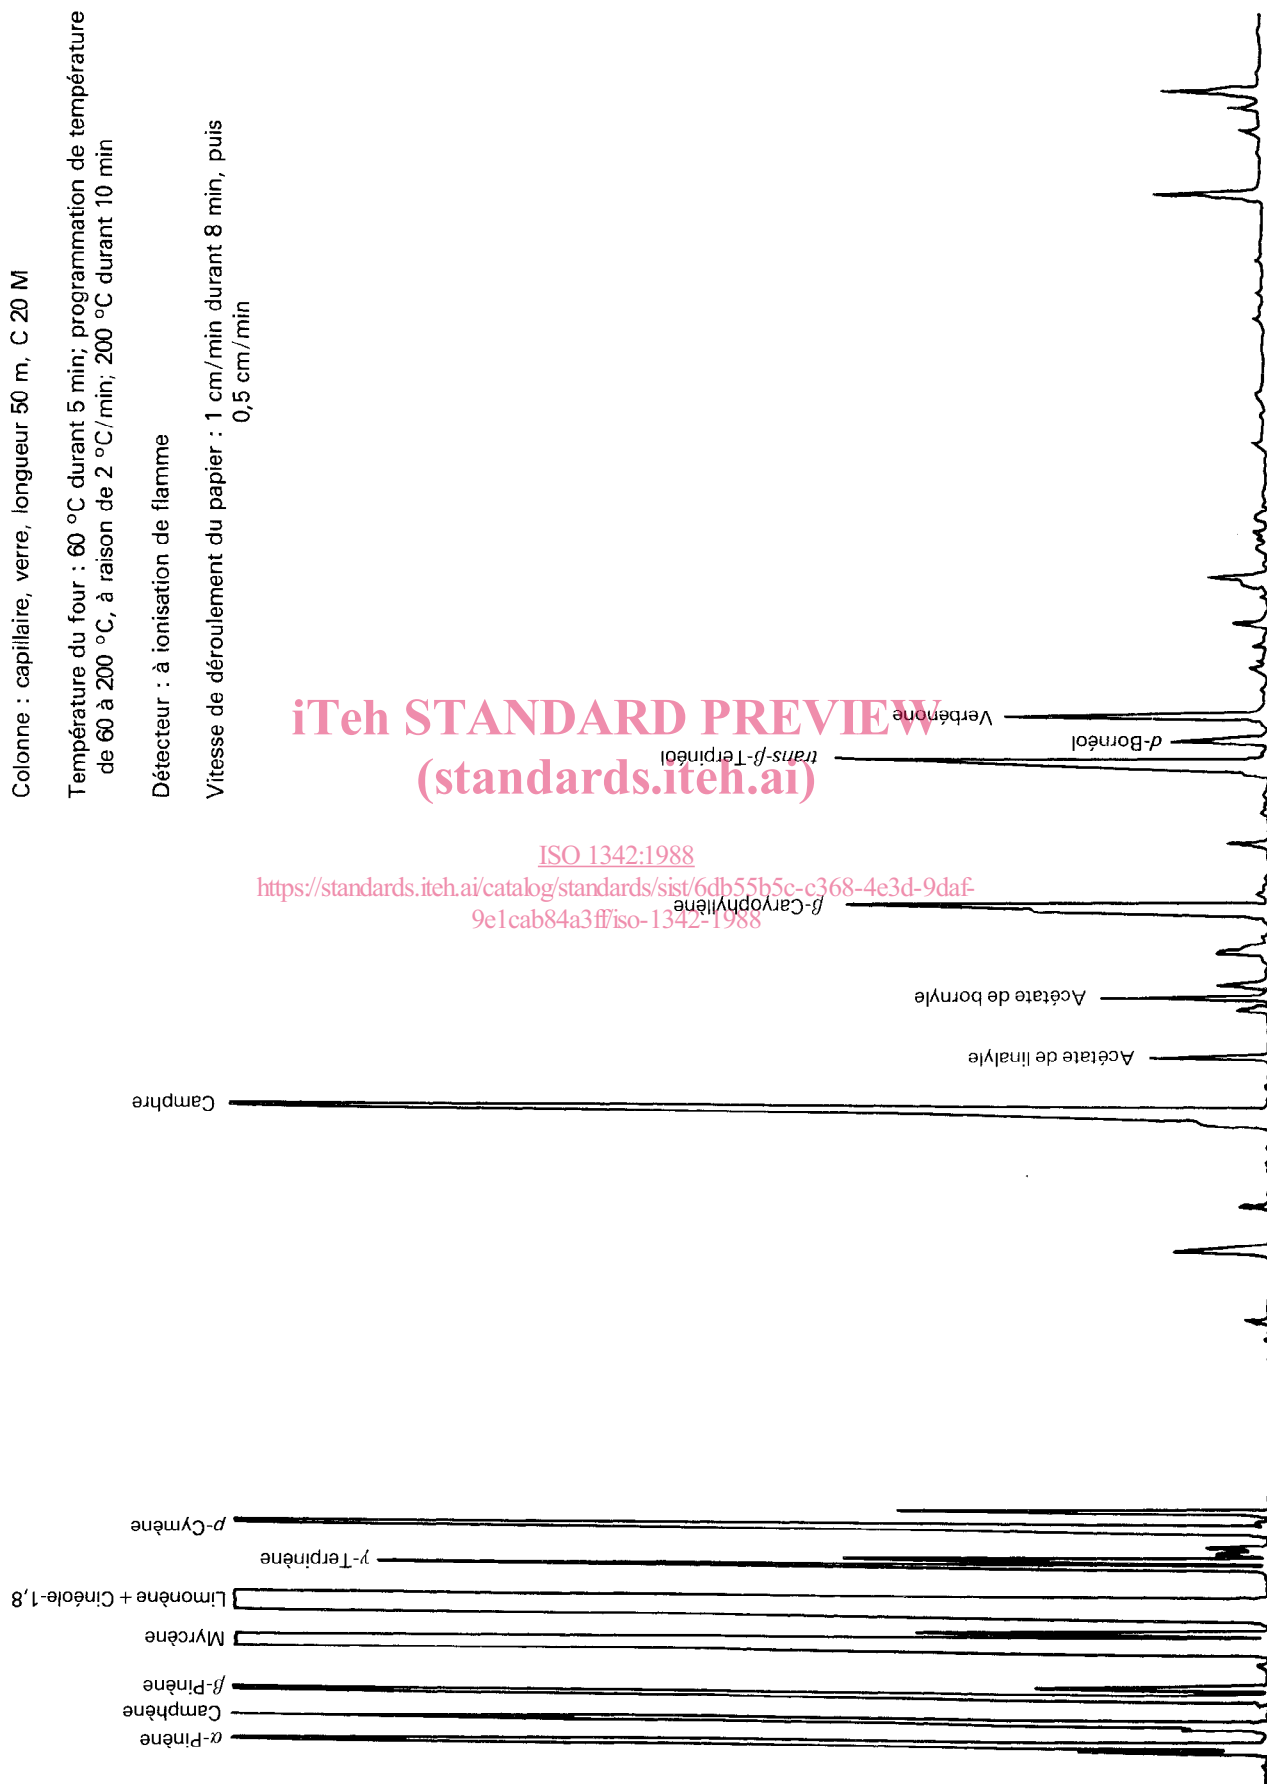 Colonne : capillaire, verre, longueur 50 m, C 20 M
Température du four : 60 °C durant 5 min; programmation de température
de 60 à 200 °C, à raison de 2 °C/min; 200 °C durant 10 min
Détecteur : à ionisation de flamme
Vitesse de déroulement du papier : 1 cm/min durant 8 min, puis
0,5 cm/min
iTeh STANDARD PREVIEW
(standards.iteh.ai)
ISO 1342:1988
https://standards.iteh.ai/catalog/standards/sist/6db55b5c-c368-4e3d-9daf-
9e1cab84a3ff/iso-1342-1988
Verbénone
d-Bornéol
trans-β-Terpinéol
β-Caryophyllène
Acétate de bornyle
Acétate de linalyle
Camphre
p-Cymène
γ-Terpinène
Limonène + Cinéole-1,8
Myrcène
β-Pinène
Camphène
α-Pinène